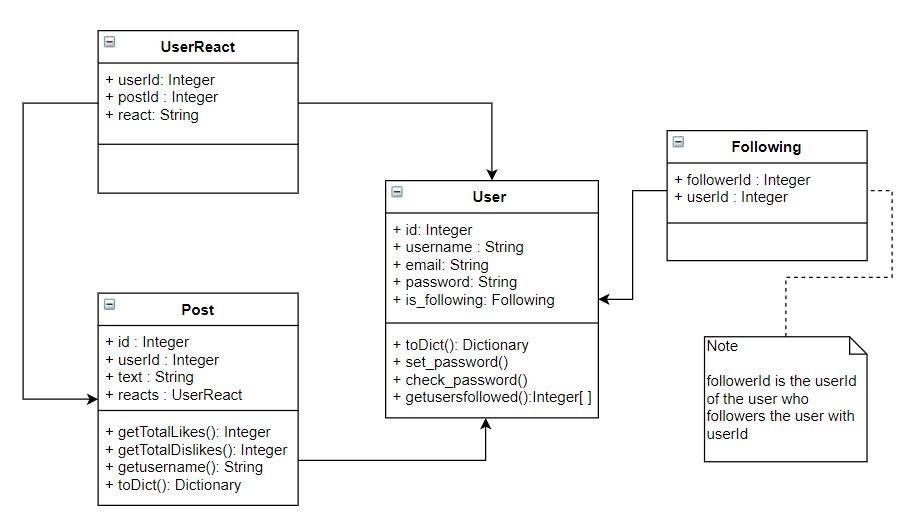 UserReact
+ userId: Integer
+ postId : Integer
+ react: String
Following
+ followerId : Integer
+ userId : Integer
User
+ id: Integer
+ username : String
+ email: String
+ password: String
+ is_following: Following
+ toDict(): Dictionary
+ set_password()
+ check_password()
+ getusersfollowed():Integer[ ]
Post
+ id : Integer
+ userId : Integer
+ text : String
+ reacts : UserReact
+ getTotalLikes(): Integer
+ getTotalDislikes(): Integer
+ getusername(): String
+ toDict(): Dictionary
Note
followerId is the userId
of the user who
followers the user with
userId